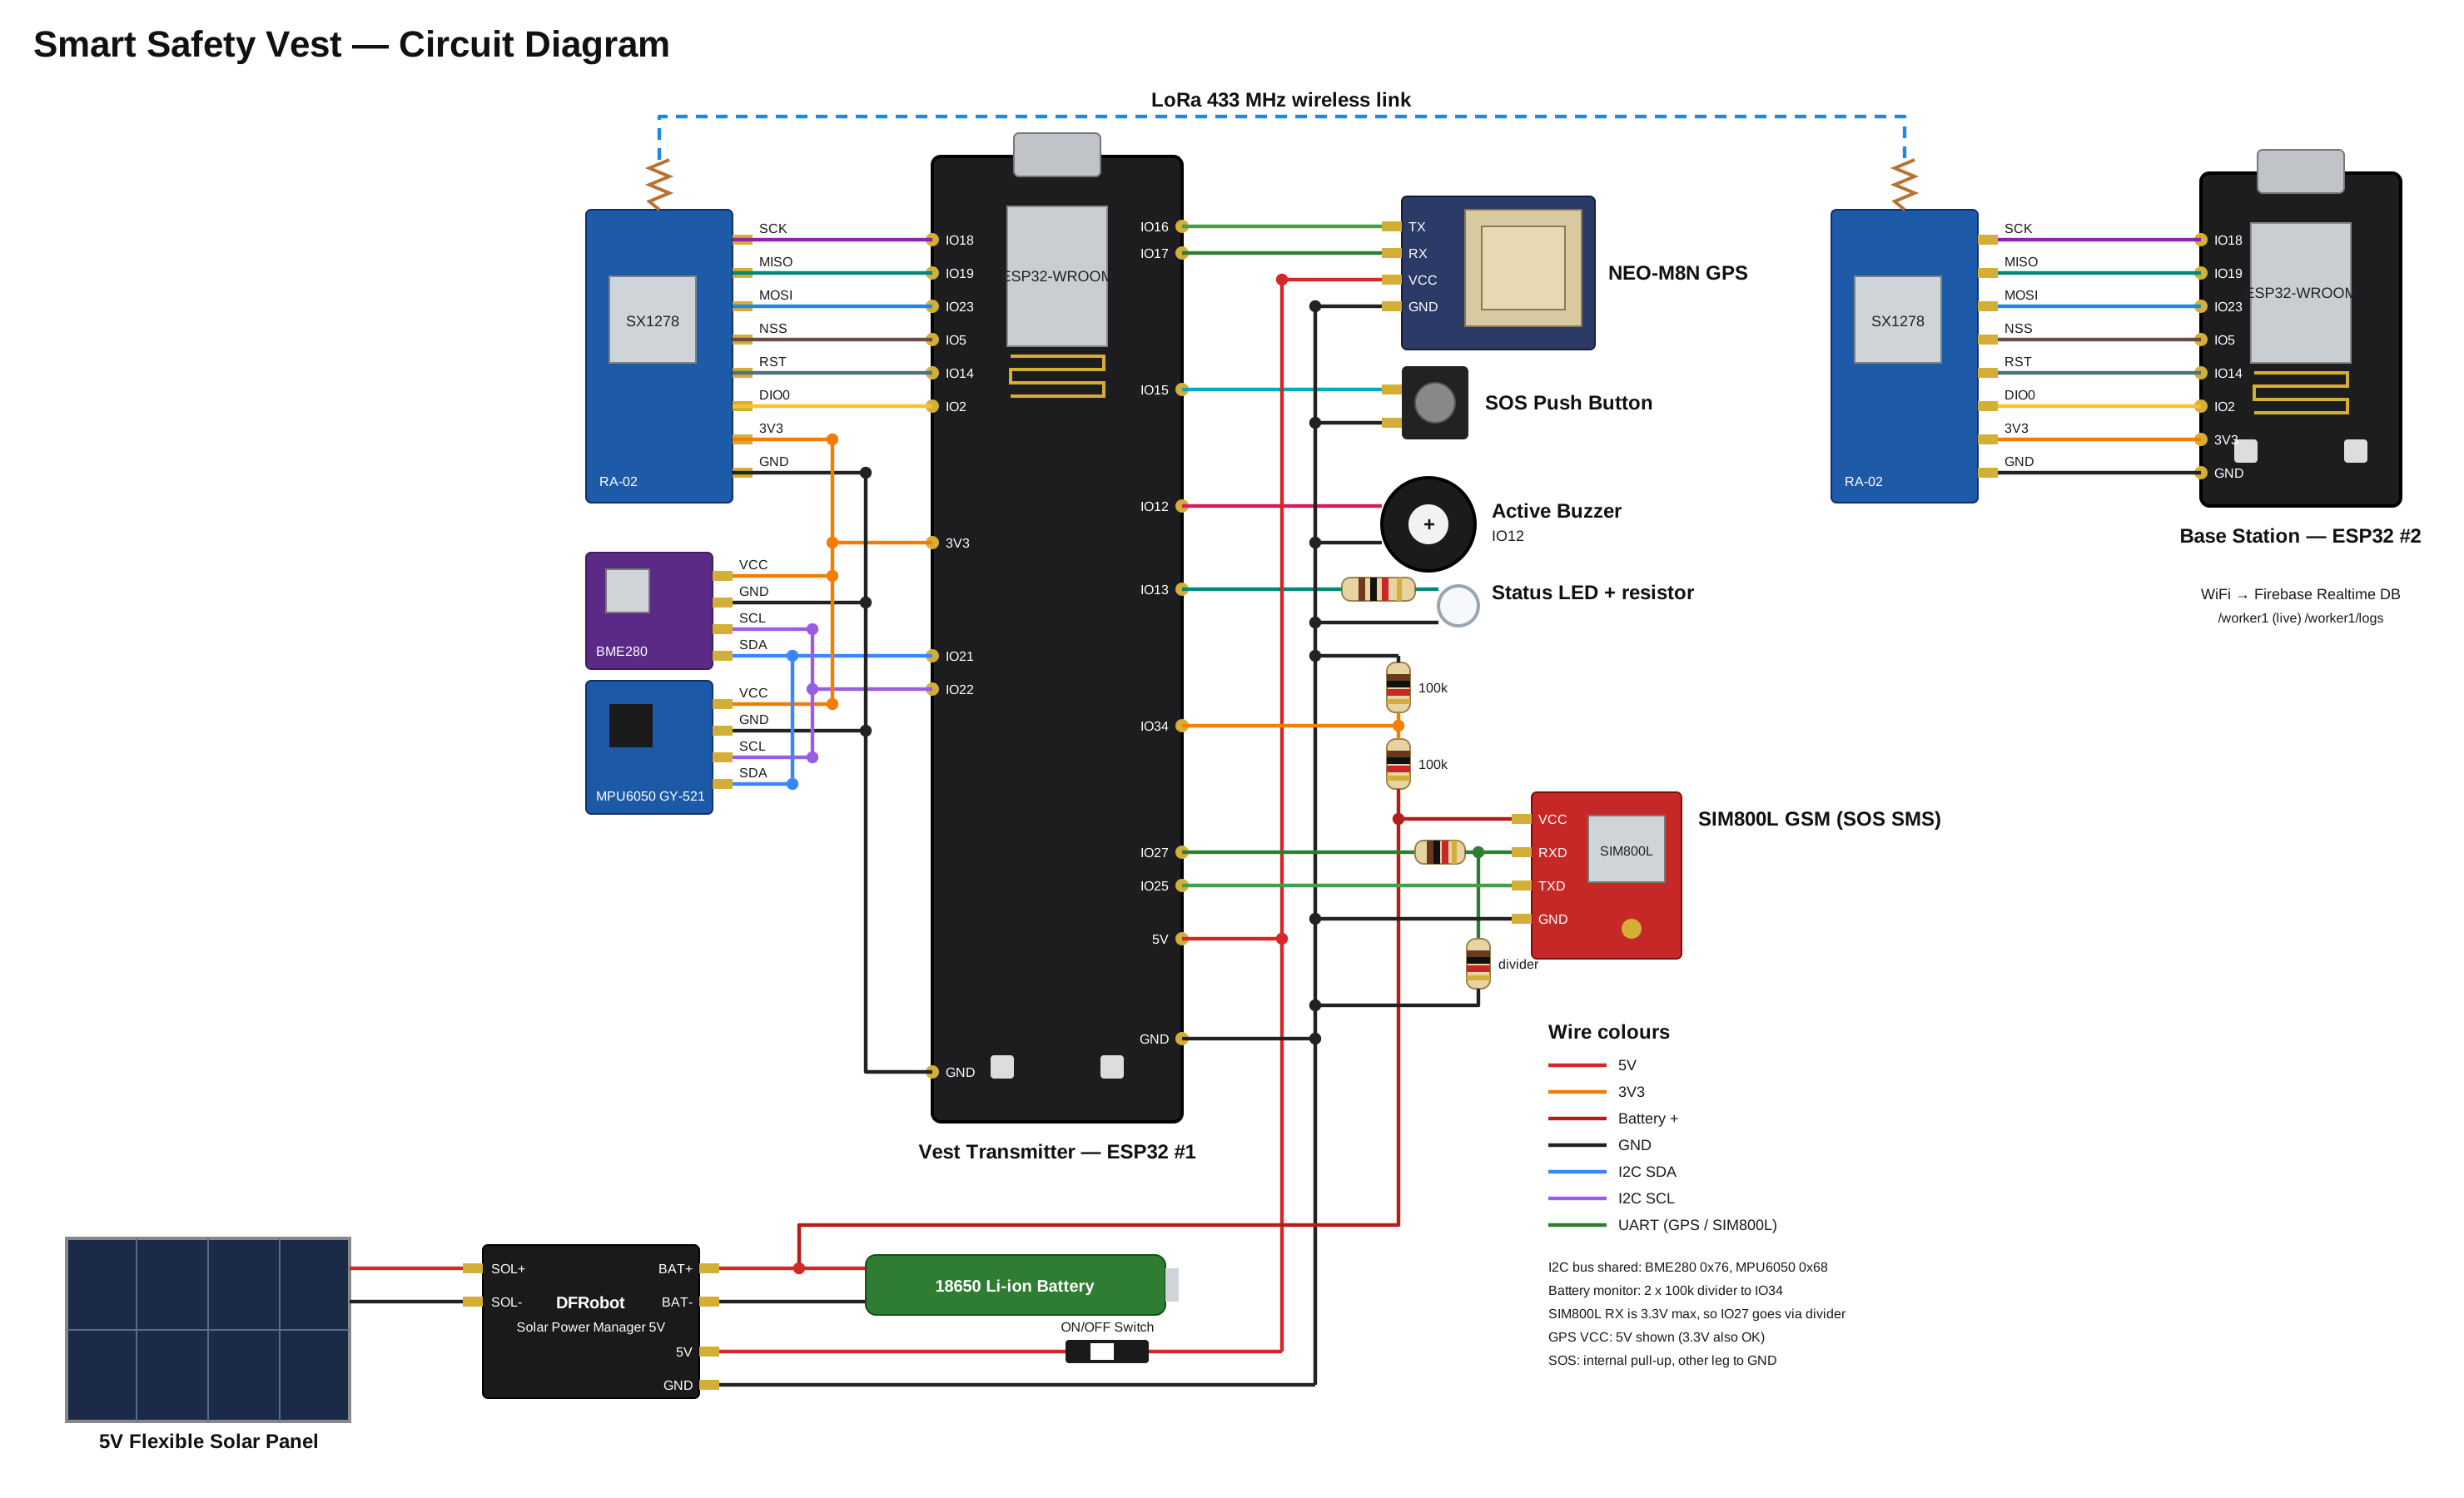 Smart Safety Vest — Circuit Diagram
LoRa 433 MHz wireless link
SCK
MISO
MOSI
NSS
RST
DIO0
3V3
GND
SX1278
RA-02
VCC
GND
SCL
SDA
BME280
VCC
GND
SCL
SDA
MPU6050 GY-521
IO18
IO19
IO23
IO5
IO14
IO2
3V3
IO21
IO22
GND
ESP32-WROOM
IO16
IO17
IO15
IO12
IO13
IO34
IO27
IO25
5V
GND
Vest Transmitter — ESP32 #1
TX
RX
VCC
GND
NEO-M8N GPS
SOS Push Button
+
Active Buzzer
IO12
Status LED + resistor
100k
100k
VCC
RXD
TXD
GND
SIM800L
SIM800L GSM (SOS SMS)
divider
SX1278
RA-02
SCK
MISO
MOSI
NSS
RST
DIO0
3V3
GND
IO18
IO19
IO23
IO5
IO14
IO2
3V3
GND
ESP32-WROOM
Base Station — ESP32 #2
WiFi → Firebase Realtime DB
/worker1 (live) /worker1/logs
Wire colours
5V
3V3
Battery +
GND
I2C SDA
I2C SCL
UART (GPS / SIM800L)
I2C bus shared: BME280 0x76, MPU6050 0x68
Battery monitor: 2 x 100k divider to IO34
SIM800L RX is 3.3V max, so IO27 goes via divider
GPS VCC: 5V shown (3.3V also OK)
SOS: internal pull-up, other leg to GND
5V Flexible Solar Panel
SOL+
SOL-
DFRobot
Solar Power Manager 5V
BAT+
BAT-
5V
GND
18650 Li-ion Battery
ON/OFF Switch